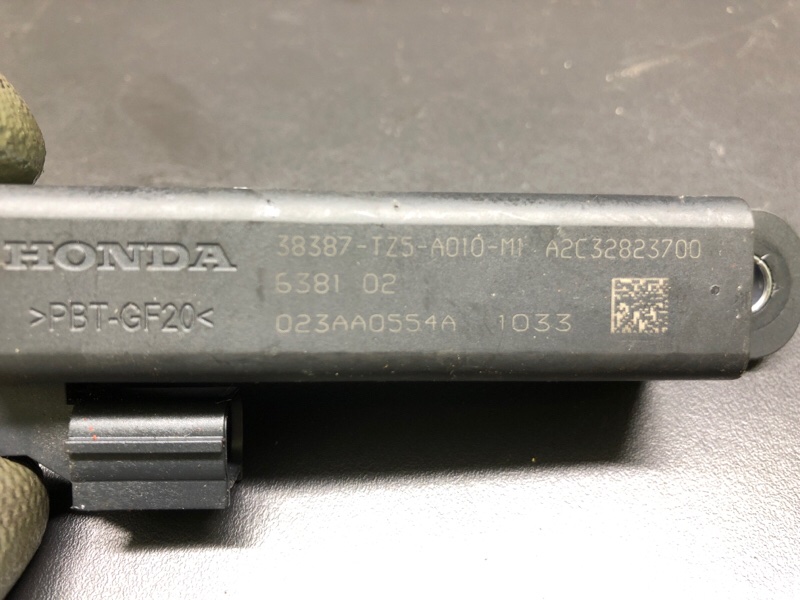 HONDA
>PBT-GF20<
38387-TZ5-A010-M1 A2C32823700
6381 02
023AA0554A 1033